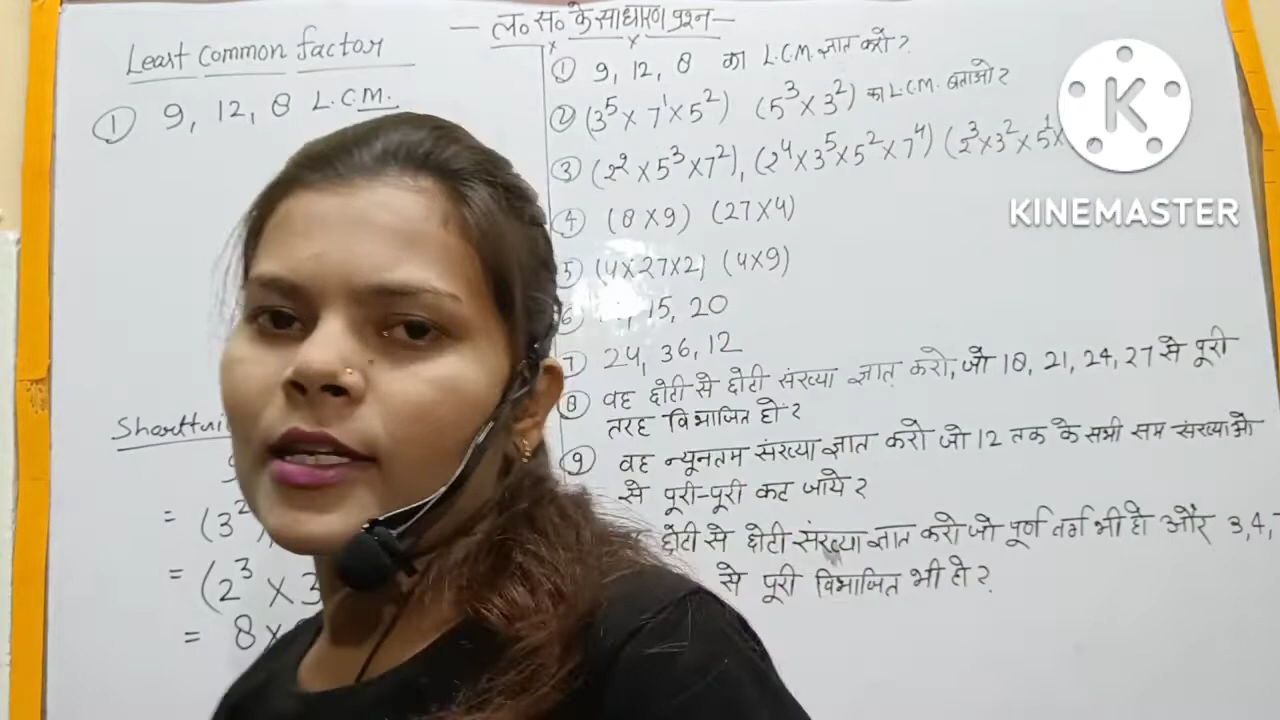 — ल० स० के साधारण प्रश्न —
Least common factor
① 9, 12, 8 L.C.M.
① 9, 12, 8 का L.C.M. ज्ञात करो ?
② (3⁵ × 7¹ × 5²) (5³ × 3²) का L.C.M. बताओ ?
③ (2² × 5³ × 7²), (2⁴ × 3⁵ × 5² × 7⁴) (2³ × 3² × 5¹ ×
④ (8 × 9) (27 × 4)
⑤ (4 × 27 × 2) (4 × 9)
⑥ , 15, 20
⑦ 24, 36, 12
⑧ वह छोटी से छोटी संख्या ज्ञात करो, जो 18, 21, 24, 27 से पूरी
तरह विभाजित हो ?
⑨ वह न्यूनतम संख्या ज्ञात करो जो 12 तक के सभी सम संख्याओ
से पूरी-पूरी कट जाये ?
छोटी से छोटी संख्या ज्ञात करो जो पूर्ण वर्ग भी हो और 3, 4,
से पूरी विभाजित भी हो ?
= (3²
= (2³ × 3
= 8 ×
K
KINEMASTER